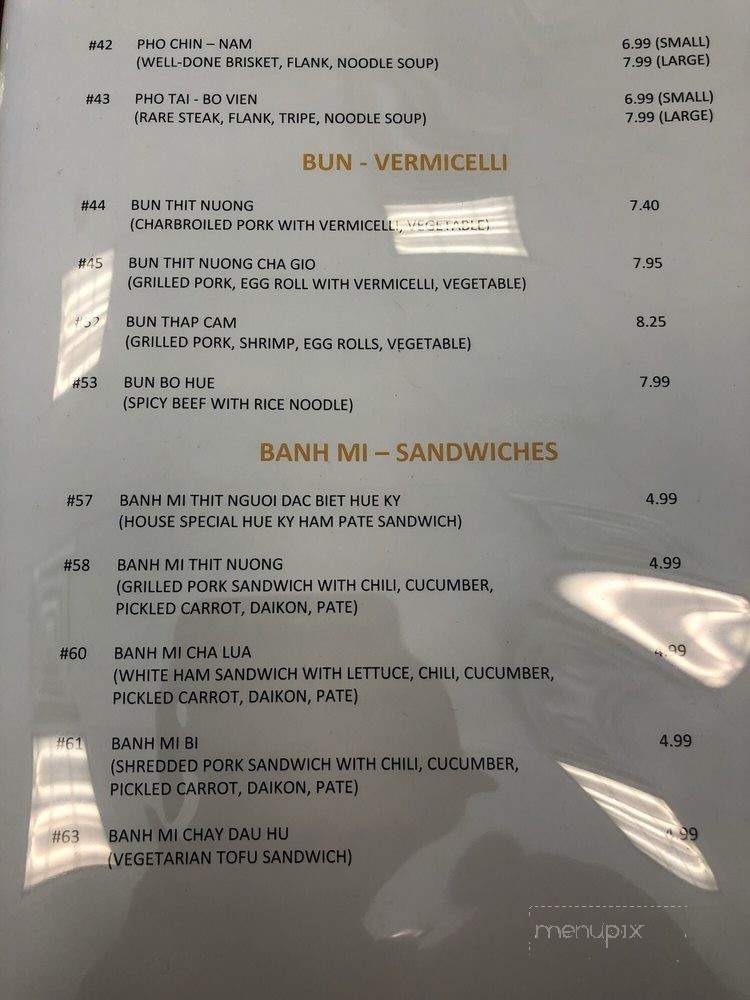 #42 PHO CHIN – NAM 6.99 (SMALL)
(WELL-DONE BRISKET, FLANK, NOODLE SOUP) 7.99 (LARGE)
#43 PHO TAI - BO VIEN 6.99 (SMALL)
(RARE STEAK, FLANK, TRIPE, NOODLE SOUP) 7.99 (LARGE)
BUN - VERMICELLI
#44 BUN THIT NUONG 7.40
(CHARBROILED PORK WITH VERMICELLI, VEGETABLE)
#45 BUN THIT NUONG CHA GIO 7.95
(GRILLED PORK, EGG ROLL WITH VERMICELLI, VEGETABLE)
#52 BUN THAP CAM 8.25
(GRILLED PORK, SHRIMP, EGG ROLLS, VEGETABLE)
#53 BUN BO HUE 7.99
(SPICY BEEF WITH RICE NOODLE)
BANH MI – SANDWICHES
#57 BANH MI THIT NGUOI DAC BIET HUE KY 4.99
(HOUSE SPECIAL HUE KY HAM PATE SANDWICH)
#58 BANH MI THIT NUONG 4.99
(GRILLED PORK SANDWICH WITH CHILI, CUCUMBER,
PICKLED CARROT, DAIKON, PATE)
#60 BANH MI CHA LUA 4.99
(WHITE HAM SANDWICH WITH LETTUCE, CHILI, CUCUMBER,
PICKLED CARROT, DAIKON, PATE)
#61 BANH MI BI 4.99
(SHREDDED PORK SANDWICH WITH CHILI, CUCUMBER,
PICKLED CARROT, DAIKON, PATE)
#63 BANH MI CHAY DAU HU 4.99
(VEGETARIAN TOFU SANDWICH)
menupix